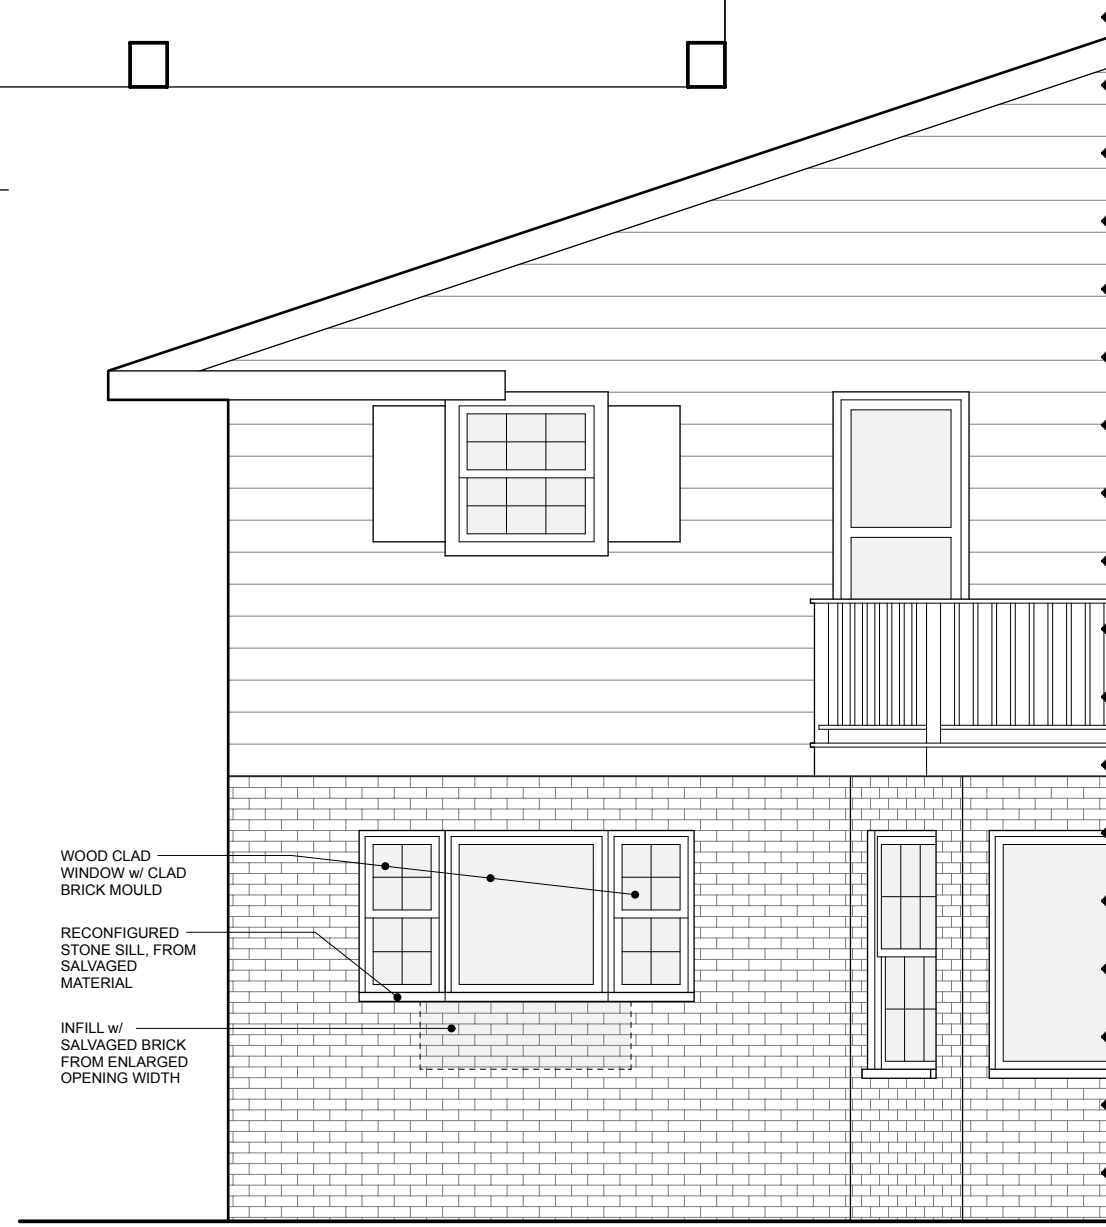 WOOD CLAD
WINDOW w/ CLAD
BRICK MOULD
RECONFIGURED
STONE SILL, FROM
SALVAGED
MATERIAL
INFILL w/
SALVAGED BRICK
FROM ENLARGED
OPENING WIDTH